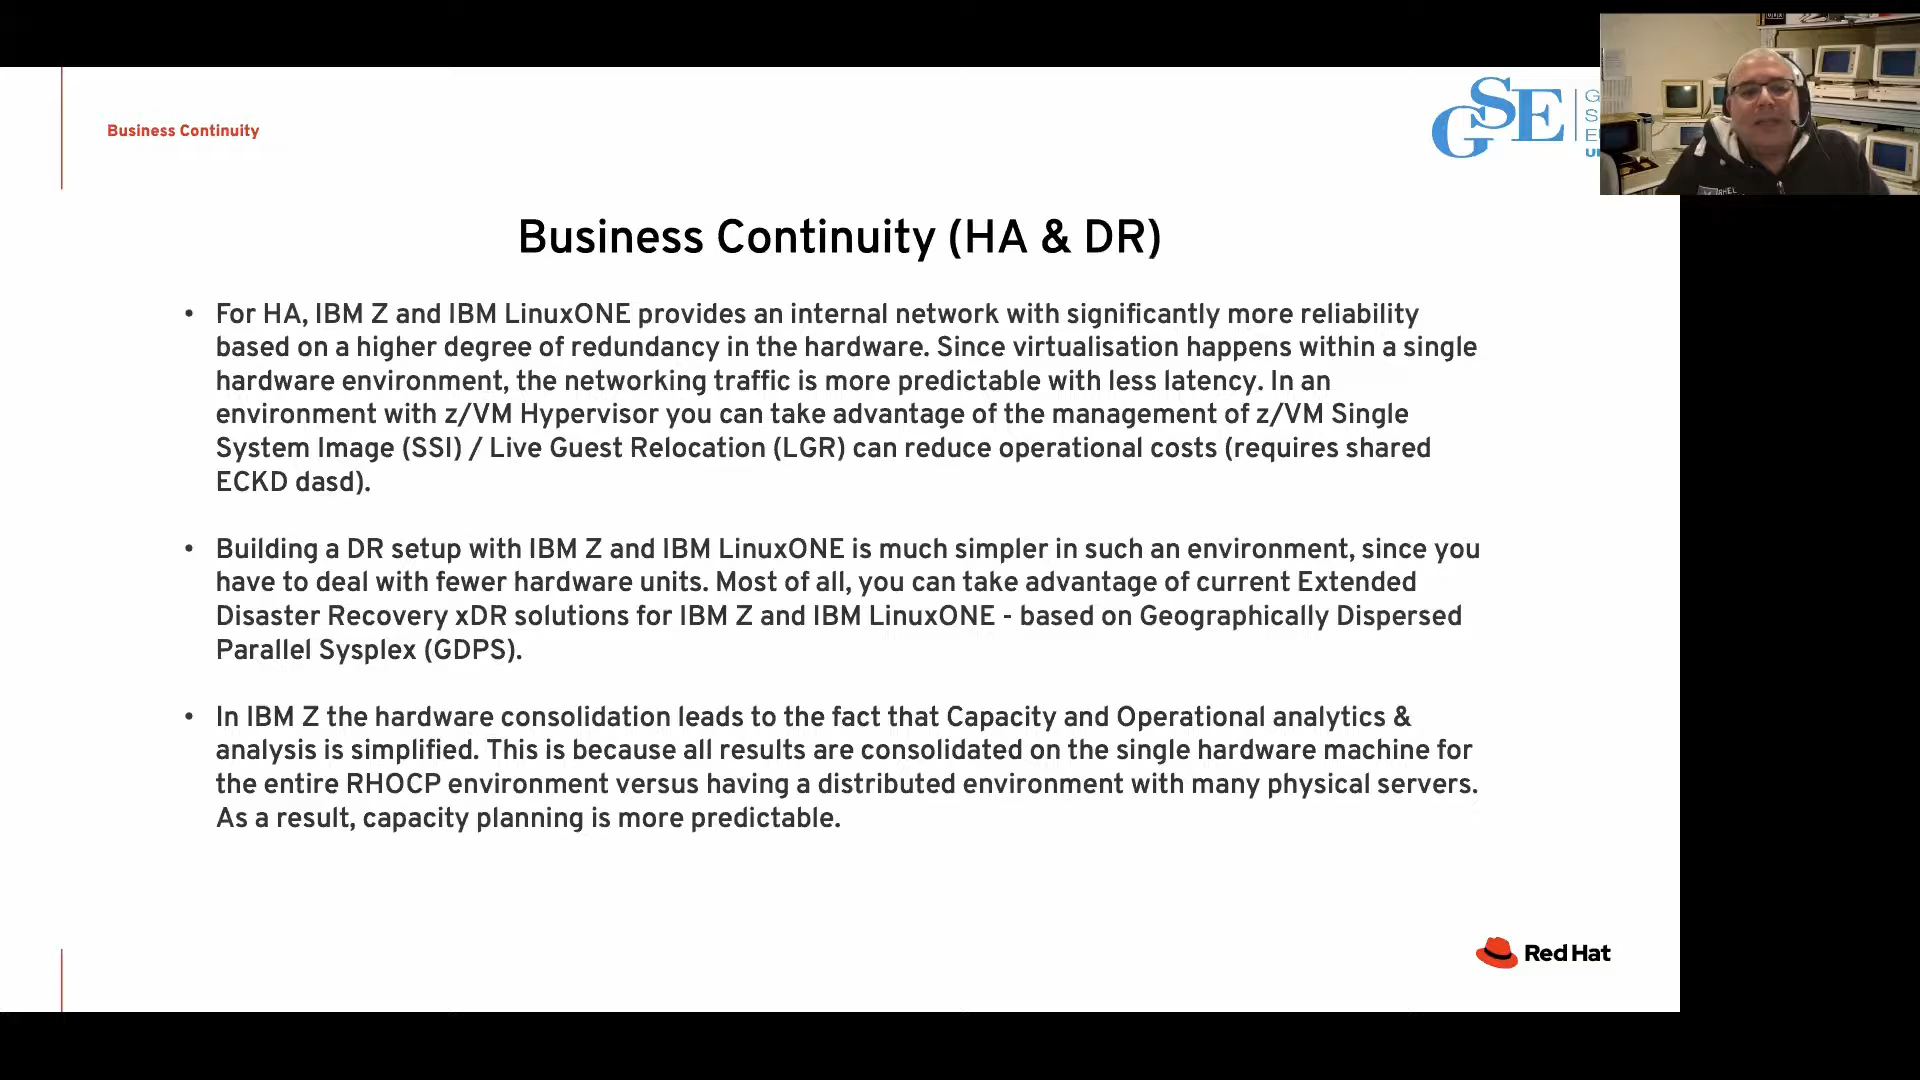 Business Continuity
GSE
G
S
E
Business Continuity (HA & DR)
• For HA, IBM Z and IBM LinuxONE provides an internal network with significantly more reliability
based on a higher degree of redundancy in the hardware. Since virtualisation happens within a single
hardware environment, the networking traffic is more predictable with less latency. In an
environment with z/VM Hypervisor you can take advantage of the management of z/VM Single
System Image (SSI) / Live Guest Relocation (LGR) can reduce operational costs (requires shared
ECKD dasd).
• Building a DR setup with IBM Z and IBM LinuxONE is much simpler in such an environment, since you
have to deal with fewer hardware units. Most of all, you can take advantage of current Extended
Disaster Recovery xDR solutions for IBM Z and IBM LinuxONE - based on Geographically Dispersed
Parallel Sysplex (GDPS).
• In IBM Z the hardware consolidation leads to the fact that Capacity and Operational analytics &
analysis is simplified. This is because all results are consolidated on the single hardware machine for
the entire RHOCP environment versus having a distributed environment with many physical servers.
As a result, capacity planning is more predictable.
Red Hat